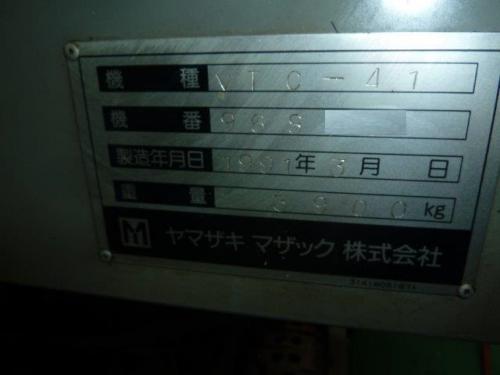 機種 VTC-41
機番 968
製造年月日 1991年3月 日
重量 3900kg
M ヤマザキ マザック 株式会社